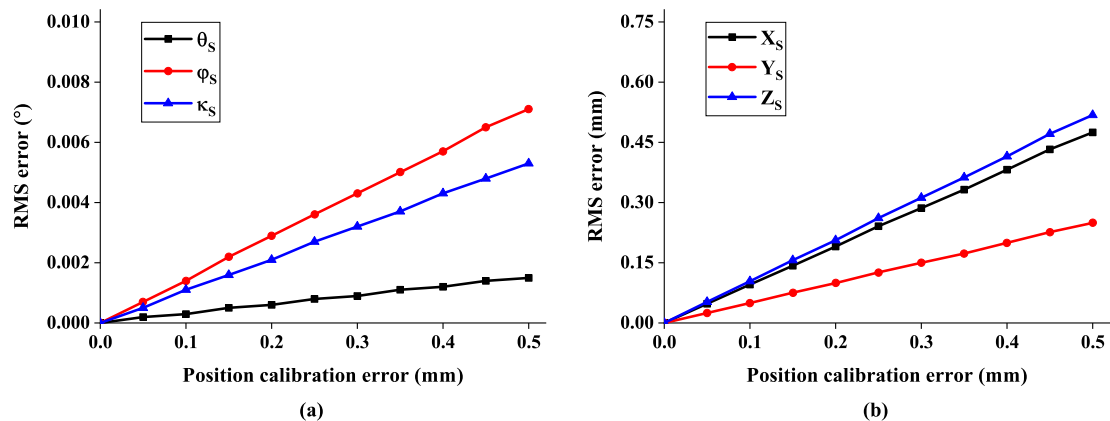 0.010
0.008
0.006
0.004
0.002
0.000
RMS error (°)
θS
φS
κS
0.0 0.1 0.2 0.3 0.4 0.5
Position calibration error (mm)
(a)
0.75
0.60
0.45
0.30
0.15
0.00
RMS error (mm)
XS
YS
ZS
0.0 0.1 0.2 0.3 0.4 0.5
Position calibration error (mm)
(b)